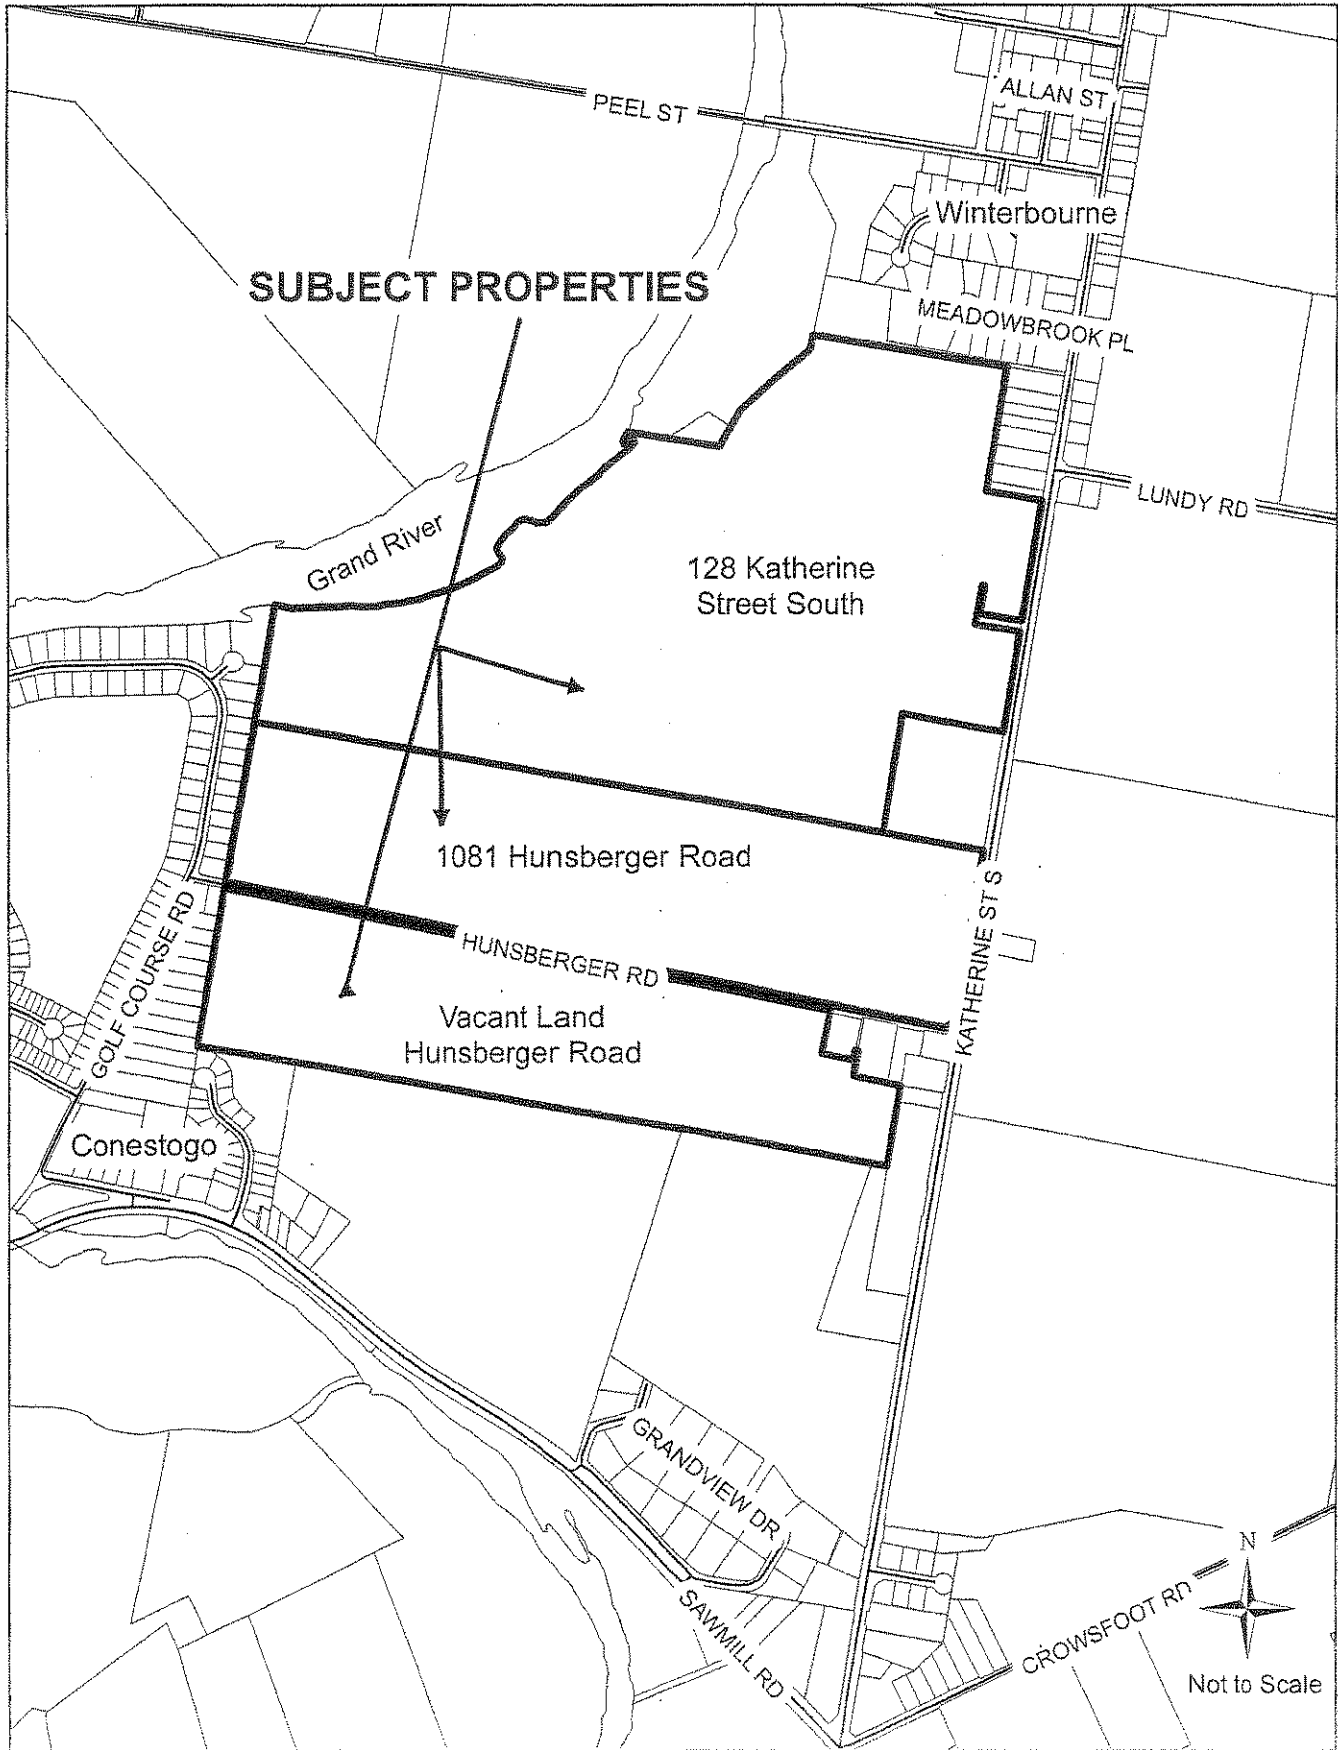 ALLAN ST
PEEL ST
Winterbourne
SUBJECT PROPERTIES
MEADOWBROOK PL
LUNDY RD
Grand River
128 Katherine
Street South
1081 Hunsberger Road
KATHERINE ST S
GOLF COURSE RD
HUNSBERGER RD
Vacant Land
Hunsberger Road
Conestogo
GRANDVIEW DR
SAWMILL RD
CROWSFOOT RD
N
Not to Scale